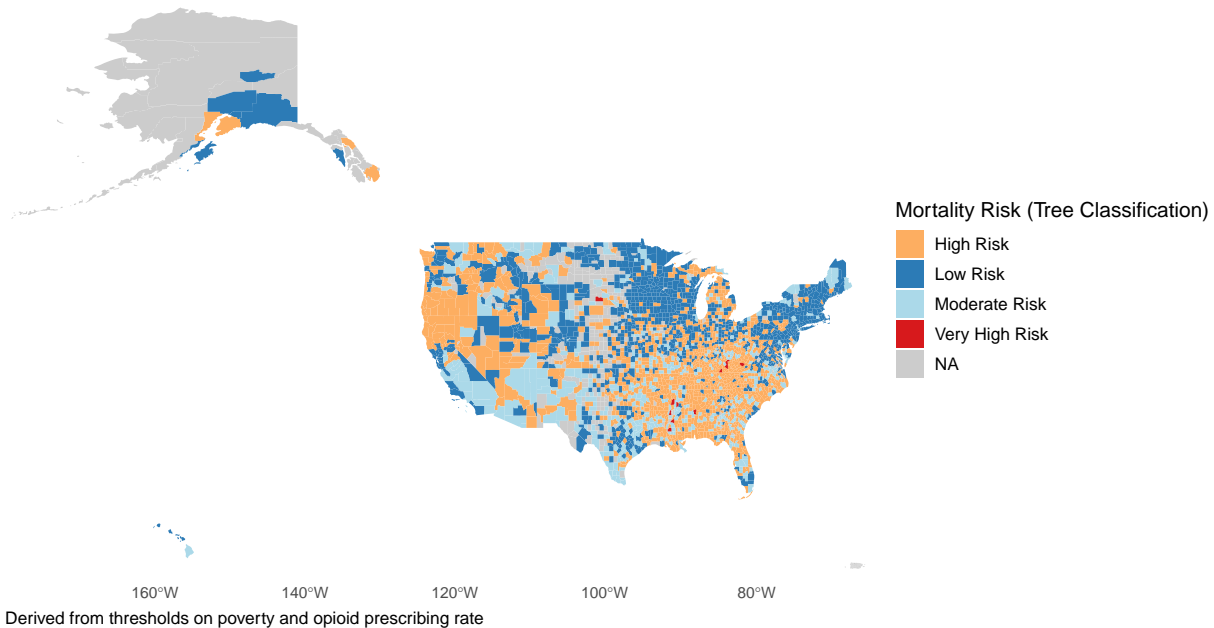 Mortality Risk (Tree Classification)
High Risk
Low Risk
Moderate Risk
Very High Risk
NA
160°W 140°W 120°W 100°W 80°W
Derived from thresholds on poverty and opioid prescribing rate